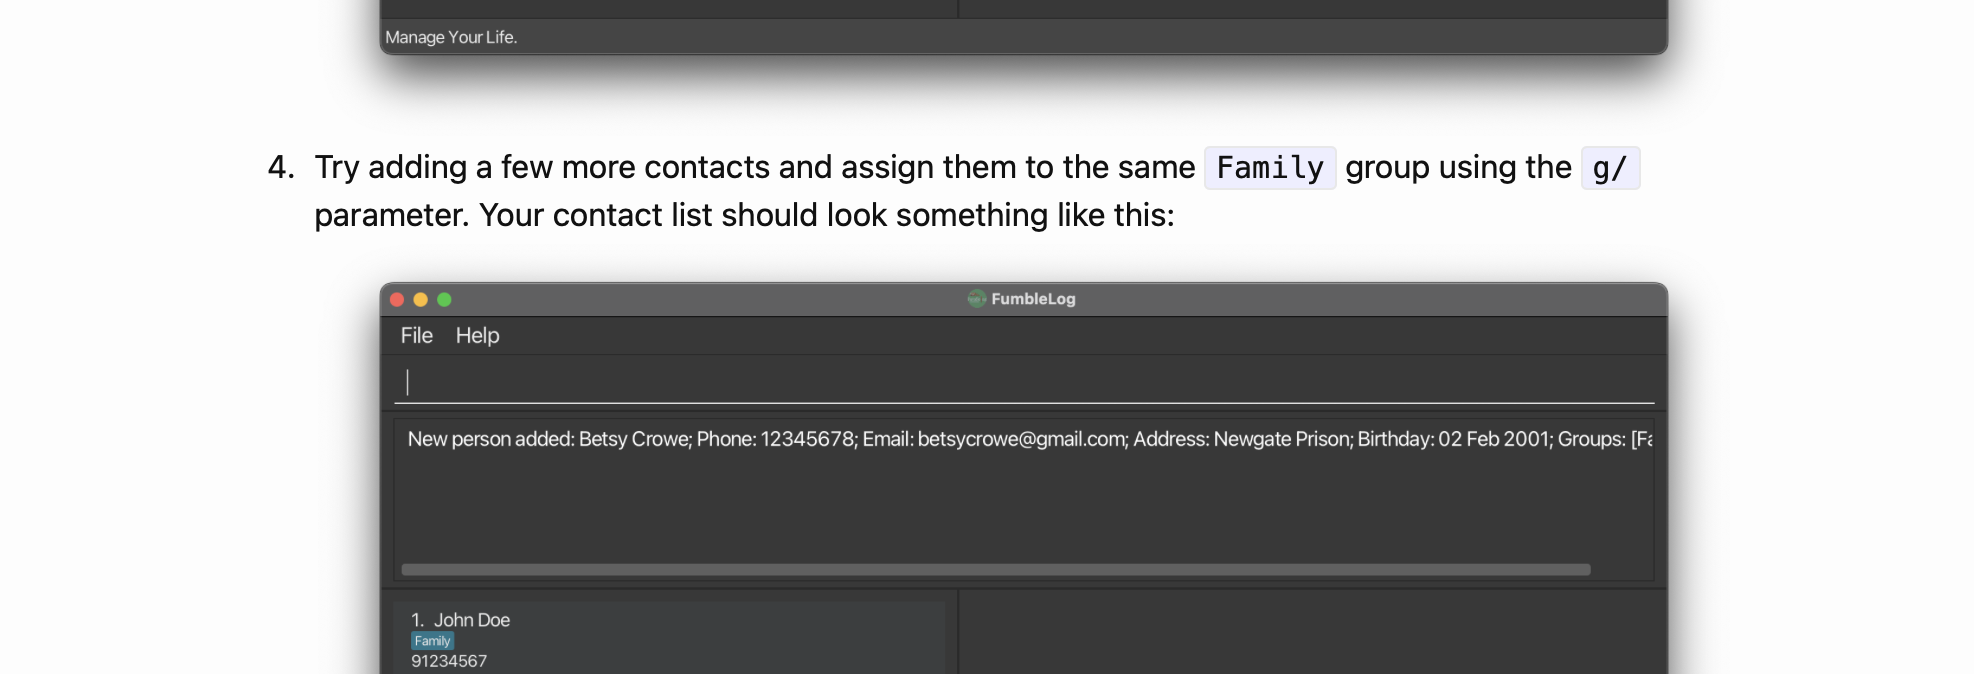 Manage Your Life.
4. Try adding a few more contacts and assign them to the same Family group using the g/
parameter. Your contact list should look something like this:
FumbleLog
File Help
New person added: Betsy Crowe; Phone: 12345678; Email: betsycrowe@gmail.com; Address: Newgate Prison; Birthday: 02 Feb 2001; Groups: [Fa
1. John Doe
Family
91234567